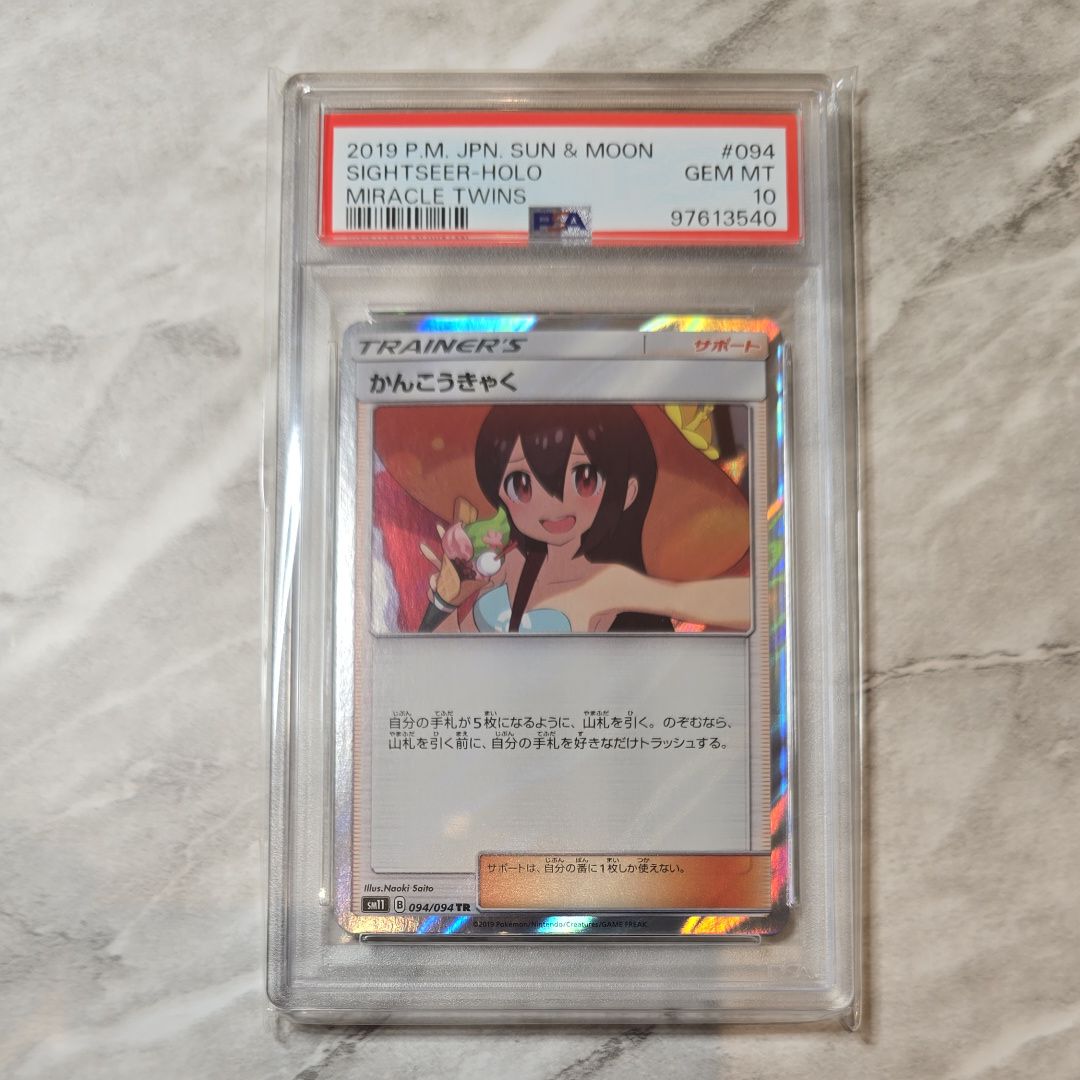 2019 P.M. JPN. SUN & MOON #094
SIGHTSEER-HOLO GEM MT
MIRACLE TWINS 10
PSA 97613540
TRAINER'S サポート
かんこうきゃく
自分の手札が5枚になるように、山札を引く。のぞむなら、
山札を引く前に、自分の手札を好きなだけトラッシュする。
サポートは、自分の番に1枚しか使えない。
Illus.Naoki Saito
sm11 B 094/094 TR
©2019 Pokémon/Nintendo/Creatures/GAME FREAK.